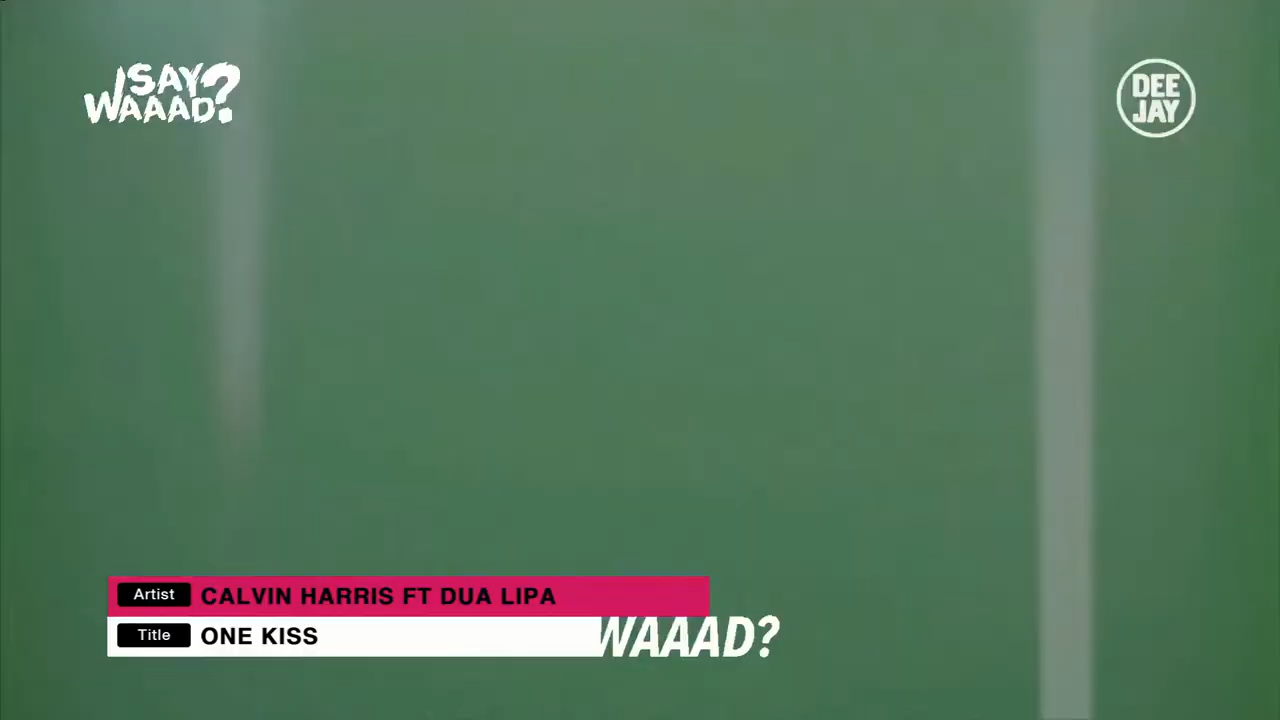 SAY
WAAAD?
DEE
JAY
Artist CALVIN HARRIS FT DUA LIPA
Title ONE KISS
WAAAD?